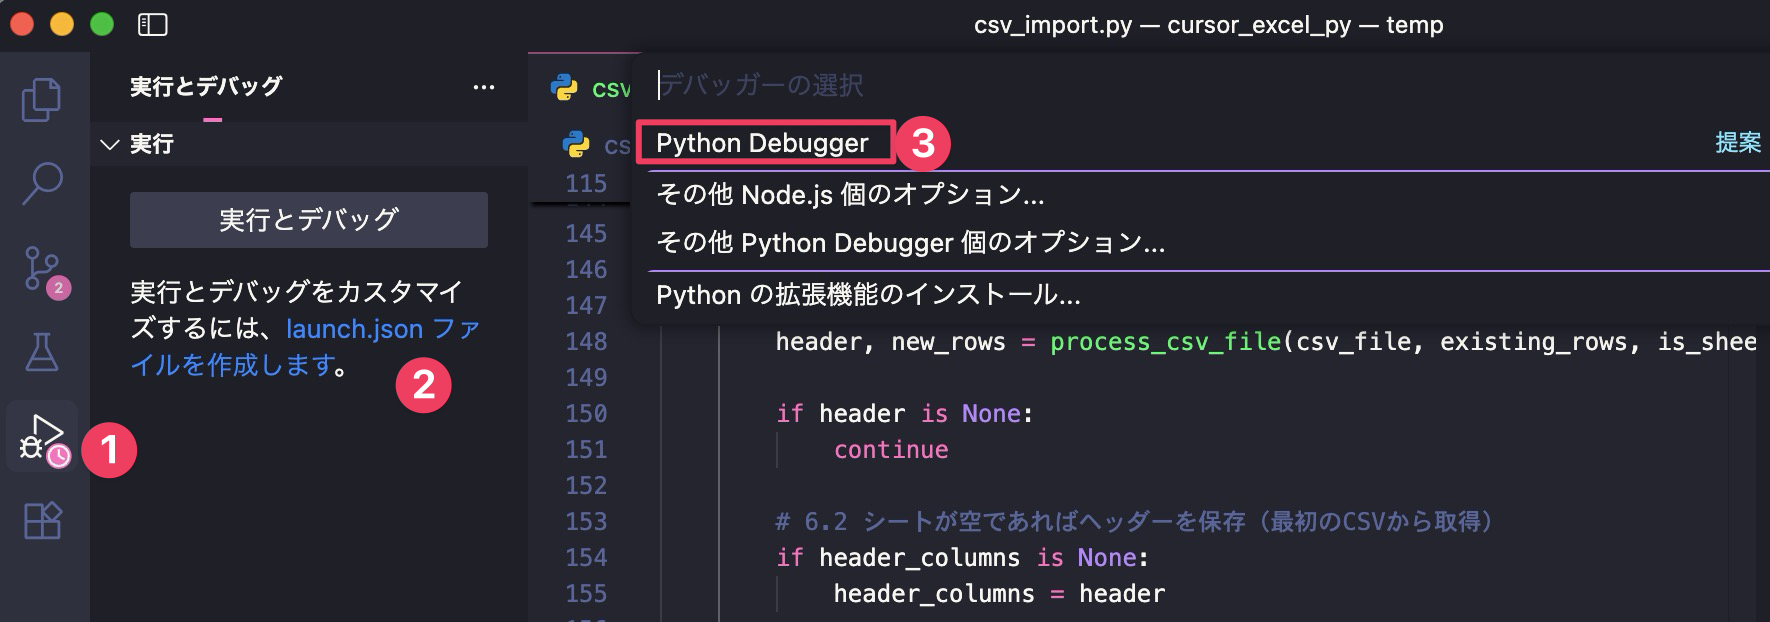 csv_import.py — cursor_excel_py — temp
実行とデバッグ
実行
実行とデバッグ
実行とデバッグをカスタマイ
ズするには、launch.json ファ
イルを作成します。
2
1
2
csv
cs
デバッガーの選択
Python Debugger
3
提案
その他 Node.js 個のオプション...
その他 Python Debugger 個のオプション...
Python の拡張機能のインストール...
115
145
146
147
148 header, new_rows = process_csv_file(csv_file, existing_rows, is_shee
149
150 if header is None:
151 continue
152
153 # 6.2 シートが空であればヘッダーを保存（最初のCSVから取得）
154 if header_columns is None:
155 header_columns = header